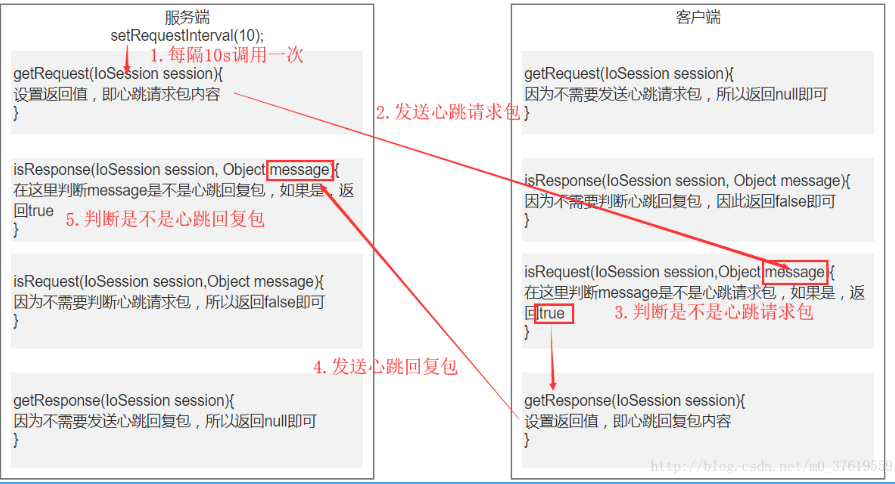 服务端
setRequestInterval(10);
1.每隔10s调用一次
getRequest(IoSession session){
设置返回值，即心跳请求包内容
}
2.发送心跳请求包
isResponse(IoSession session, Object message){
在这里判断message是不是心跳回复包，如果是，返
回true
5.判断是不是心跳回复包
}
isRequest(IoSession session,Object message){
因为不需要判断心跳请求包，所以返回false即可
}
4.发送心跳回复包
getResponse(IoSession session){
因为不需要发送心跳回复包，所以返回null即可
}
客户端
getRequest(IoSession session){
因为不需要发送心跳请求包，所以返回null即可
}
isResponse(IoSession session, Object message){
因为不需要判断心跳回复包，因此返回false即可
}
isRequest(IoSession session,Object message){
在这里判断message是不是心跳请求包，如果是，返
回true
3.判断是不是心跳请求包
}
getResponse(IoSession session){
设置返回值，即心跳回复包内容
}
http://blog.csdn.net/m0_37619559